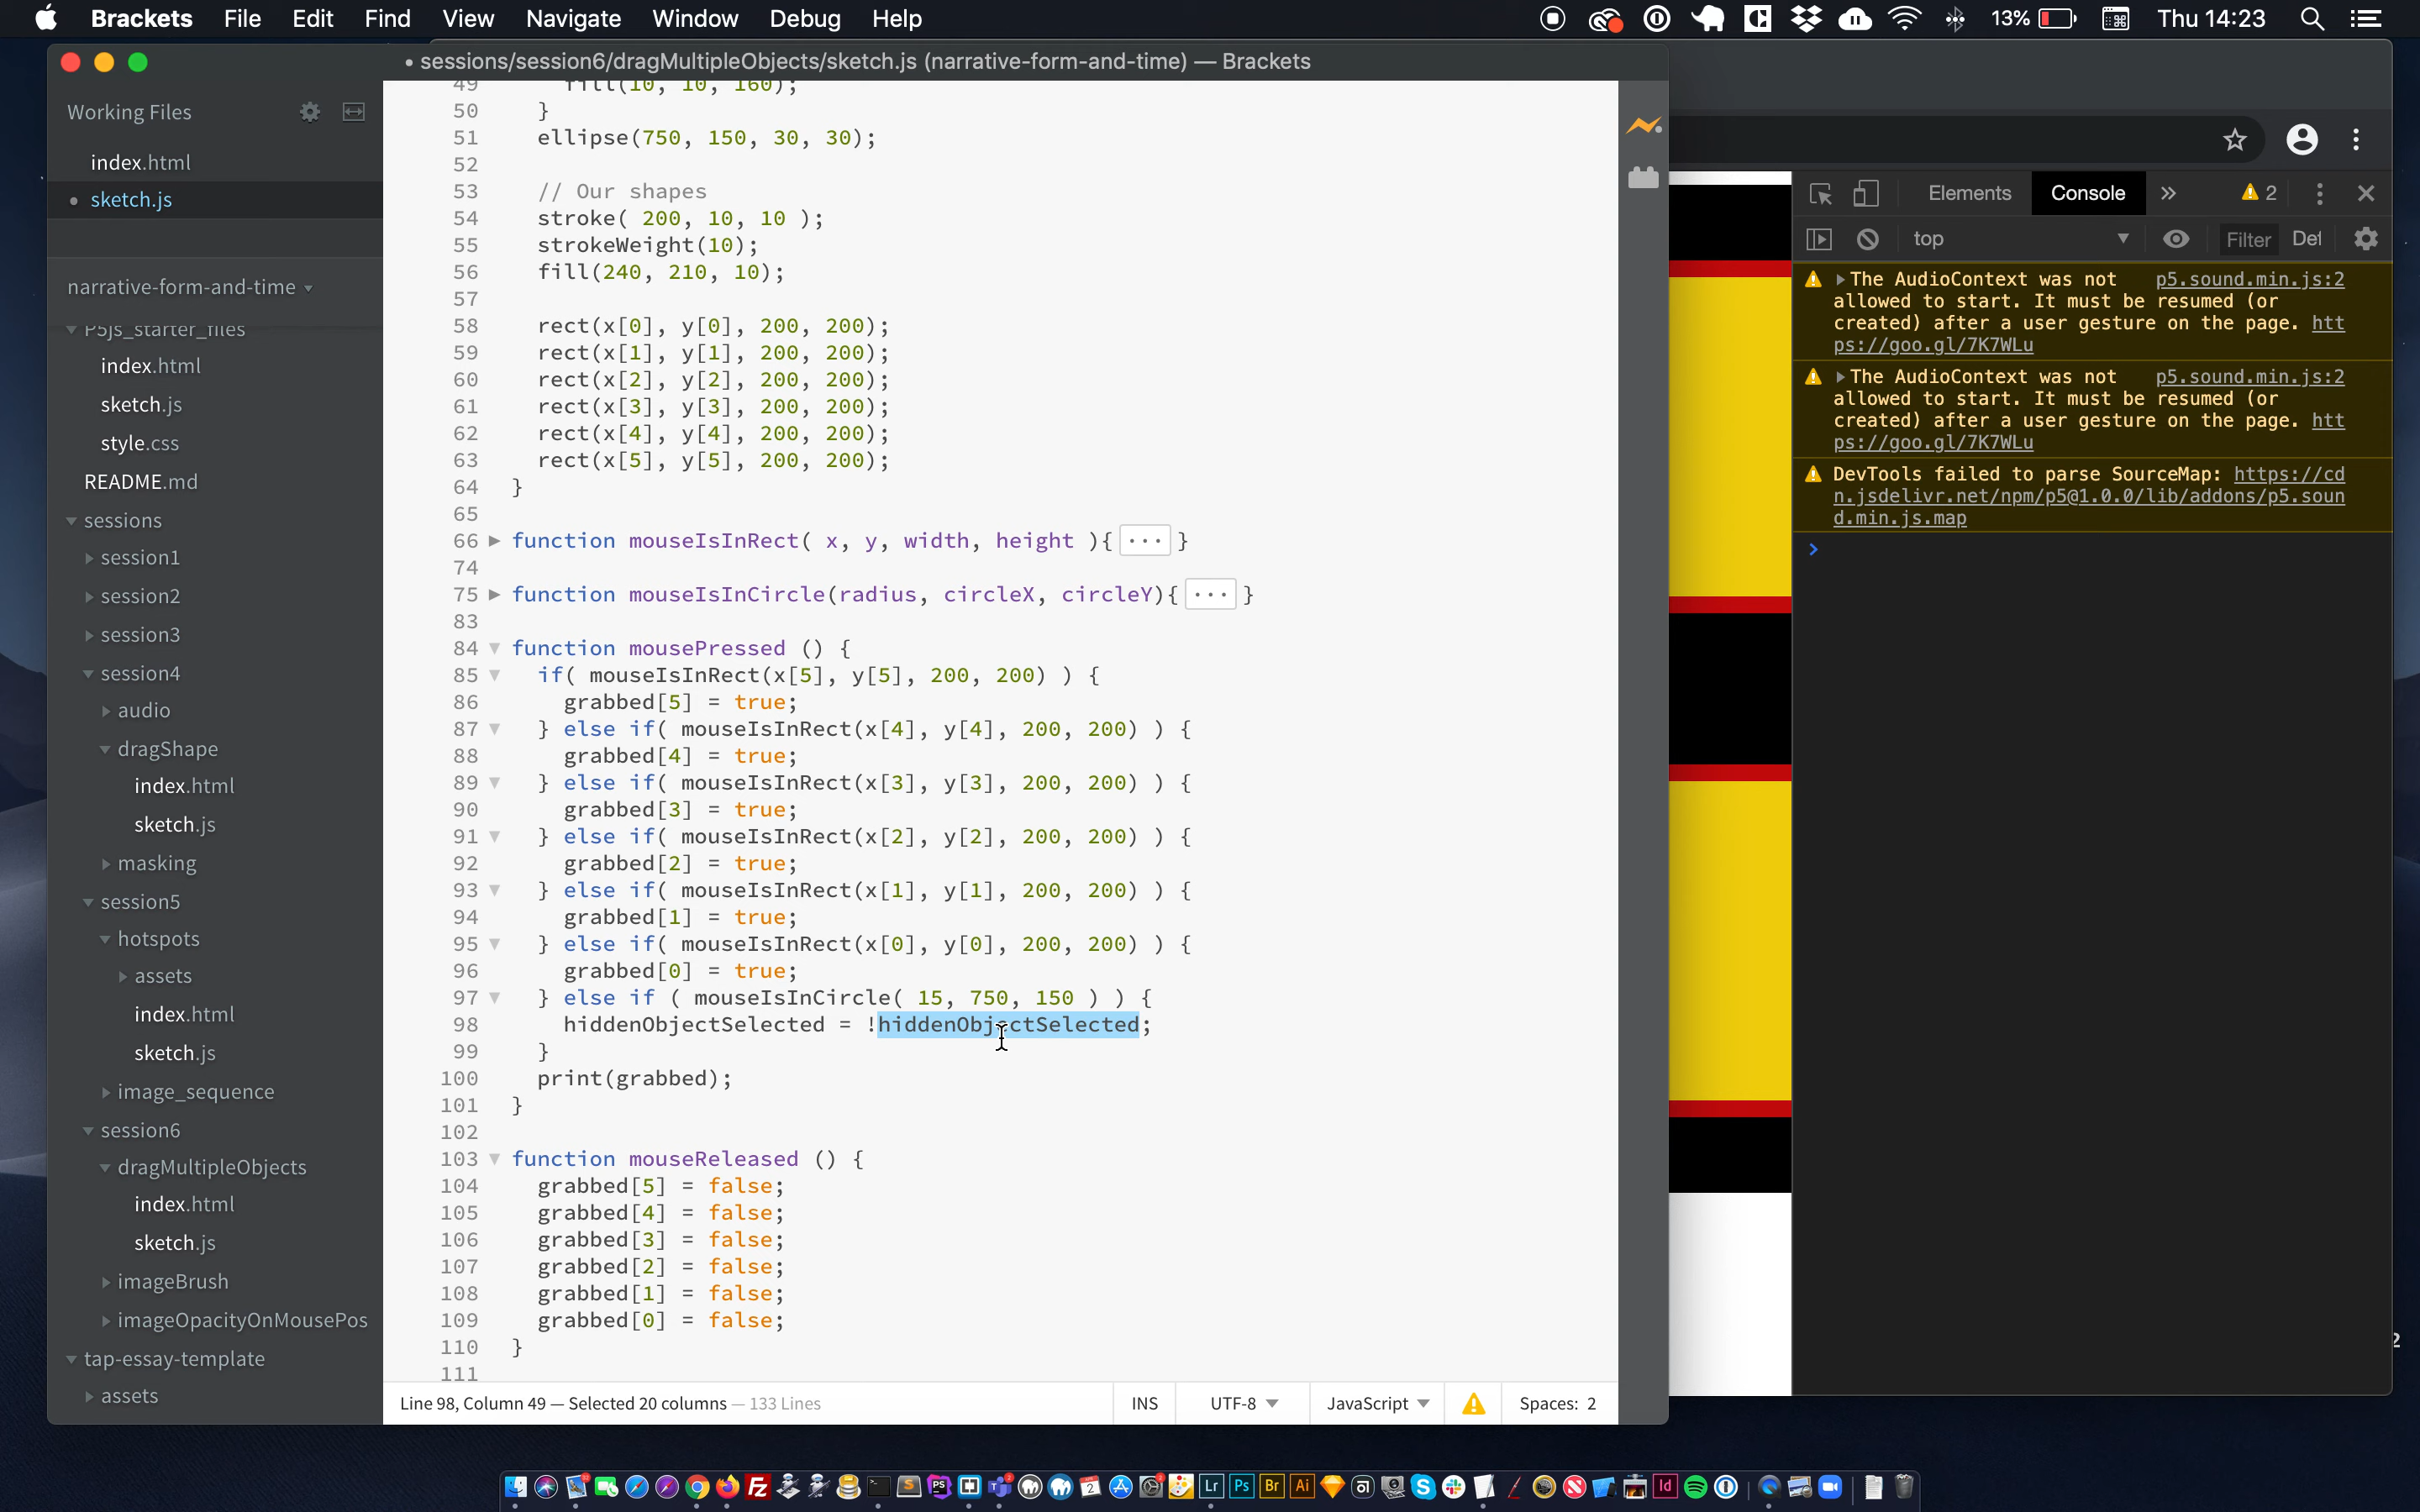 Brackets File Edit Find View Navigate Window Debug Help 13% Thu 14:23
• sessions/session6/dragMultipleObjects/sketch.js (narrative-form-and-time) — Brackets
Working Files
index.html
• sketch.js
narrative-form-and-time
P5js_starter_files
index.html
sketch.js
style.css
README.md
sessions
session1
session2
session3
session4
audio
dragShape
index.html
sketch.js
masking
session5
hotspots
assets
index.html
sketch.js
image_sequence
session6
dragMultipleObjects
index.html
sketch.js
imageBrush
imageOpacityOnMousePos
tap-essay-template
assets
49 fill(10, 10, 160);
50 }
51 ellipse(750, 150, 30, 30);
52
53 // Our shapes
54 stroke( 200, 10, 10 );
55 strokeWeight(10);
56 fill(240, 210, 10);
57
58 rect(x[0], y[0], 200, 200);
59 rect(x[1], y[1], 200, 200);
60 rect(x[2], y[2], 200, 200);
61 rect(x[3], y[3], 200, 200);
62 rect(x[4], y[4], 200, 200);
63 rect(x[5], y[5], 200, 200);
64 }
65
66 function mouseIsInRect( x, y, width, height ){ ··· }
74
75 function mouseIsInCircle(radius, circleX, circleY){ ··· }
83
84 function mousePressed () {
85 if( mouseIsInRect(x[5], y[5], 200, 200) ) {
86 grabbed[5] = true;
87 } else if( mouseIsInRect(x[4], y[4], 200, 200) ) {
88 grabbed[4] = true;
89 } else if( mouseIsInRect(x[3], y[3], 200, 200) ) {
90 grabbed[3] = true;
91 } else if( mouseIsInRect(x[2], y[2], 200, 200) ) {
92 grabbed[2] = true;
93 } else if( mouseIsInRect(x[1], y[1], 200, 200) ) {
94 grabbed[1] = true;
95 } else if( mouseIsInRect(x[0], y[0], 200, 200) ) {
96 grabbed[0] = true;
97 } else if ( mouseIsInCircle( 15, 750, 150 ) ) {
98 hiddenObjectSelected = !hiddenObjectSelected;
99 }
100 print(grabbed);
101 }
102
103 function mouseReleased () {
104 grabbed[5] = false;
105 grabbed[4] = false;
106 grabbed[3] = false;
107 grabbed[2] = false;
108 grabbed[1] = false;
109 grabbed[0] = false;
110 }
111
Line 98, Column 49 — Selected 20 columns — 133 Lines INS UTF-8 JavaScript Spaces: 2
Elements Console » 2
top Filter Def
The AudioContext was not p5.sound.min.js:2
allowed to start. It must be resumed (or
created) after a user gesture on the page. htt
ps://goo.gl/7K7WLu
The AudioContext was not p5.sound.min.js:2
allowed to start. It must be resumed (or
created) after a user gesture on the page. htt
ps://goo.gl/7K7WLu
DevTools failed to parse SourceMap: https://cd
n.jsdelivr.net/npm/p5@1.0.0/lib/addons/p5.soun
d.min.js.map
2
Lr Ps Br Ai Id